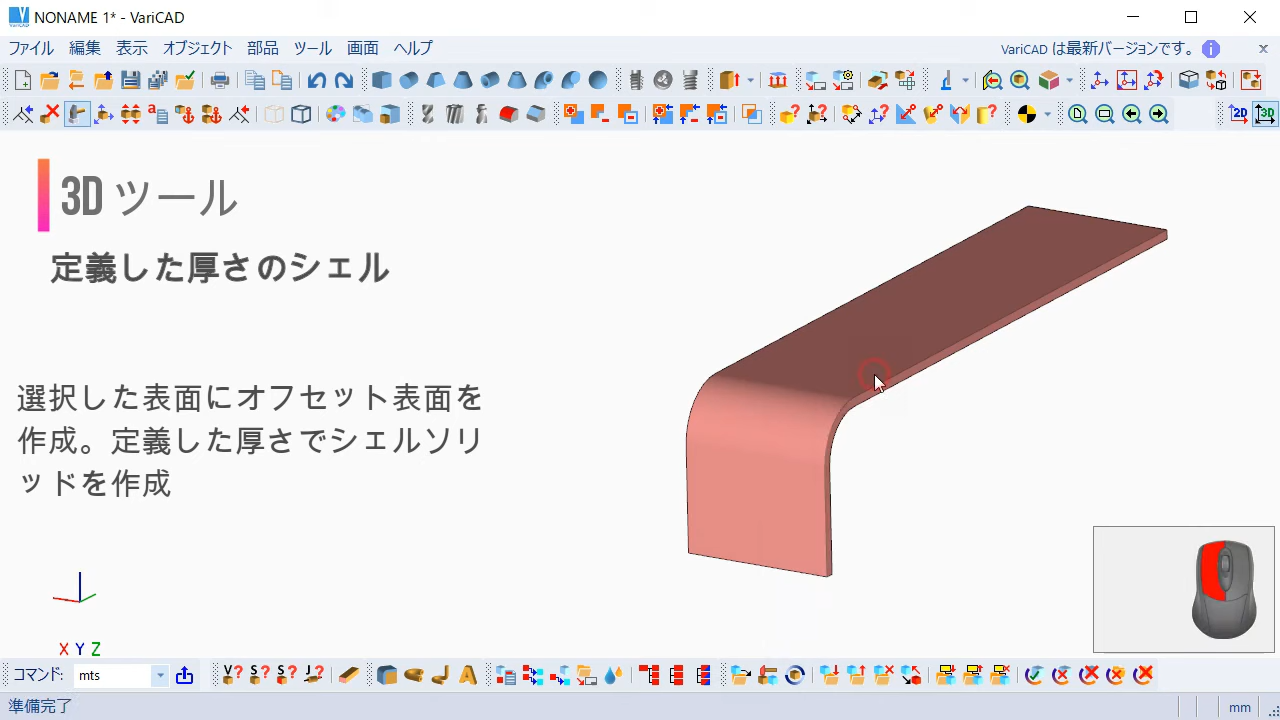 NONAME 1* - VariCAD
ファイル 編集 表示 オブジェクト 部品 ツール 画面 ヘルプ VariCAD は最新バージョンです。
2D 3D
3D ツール
定義した厚さのシェル
選択した表面にオフセット表面を
作成。定義した厚さでシェルソリ
ッドを作成
X Y Z
コマンド: mts
準備完了 mm